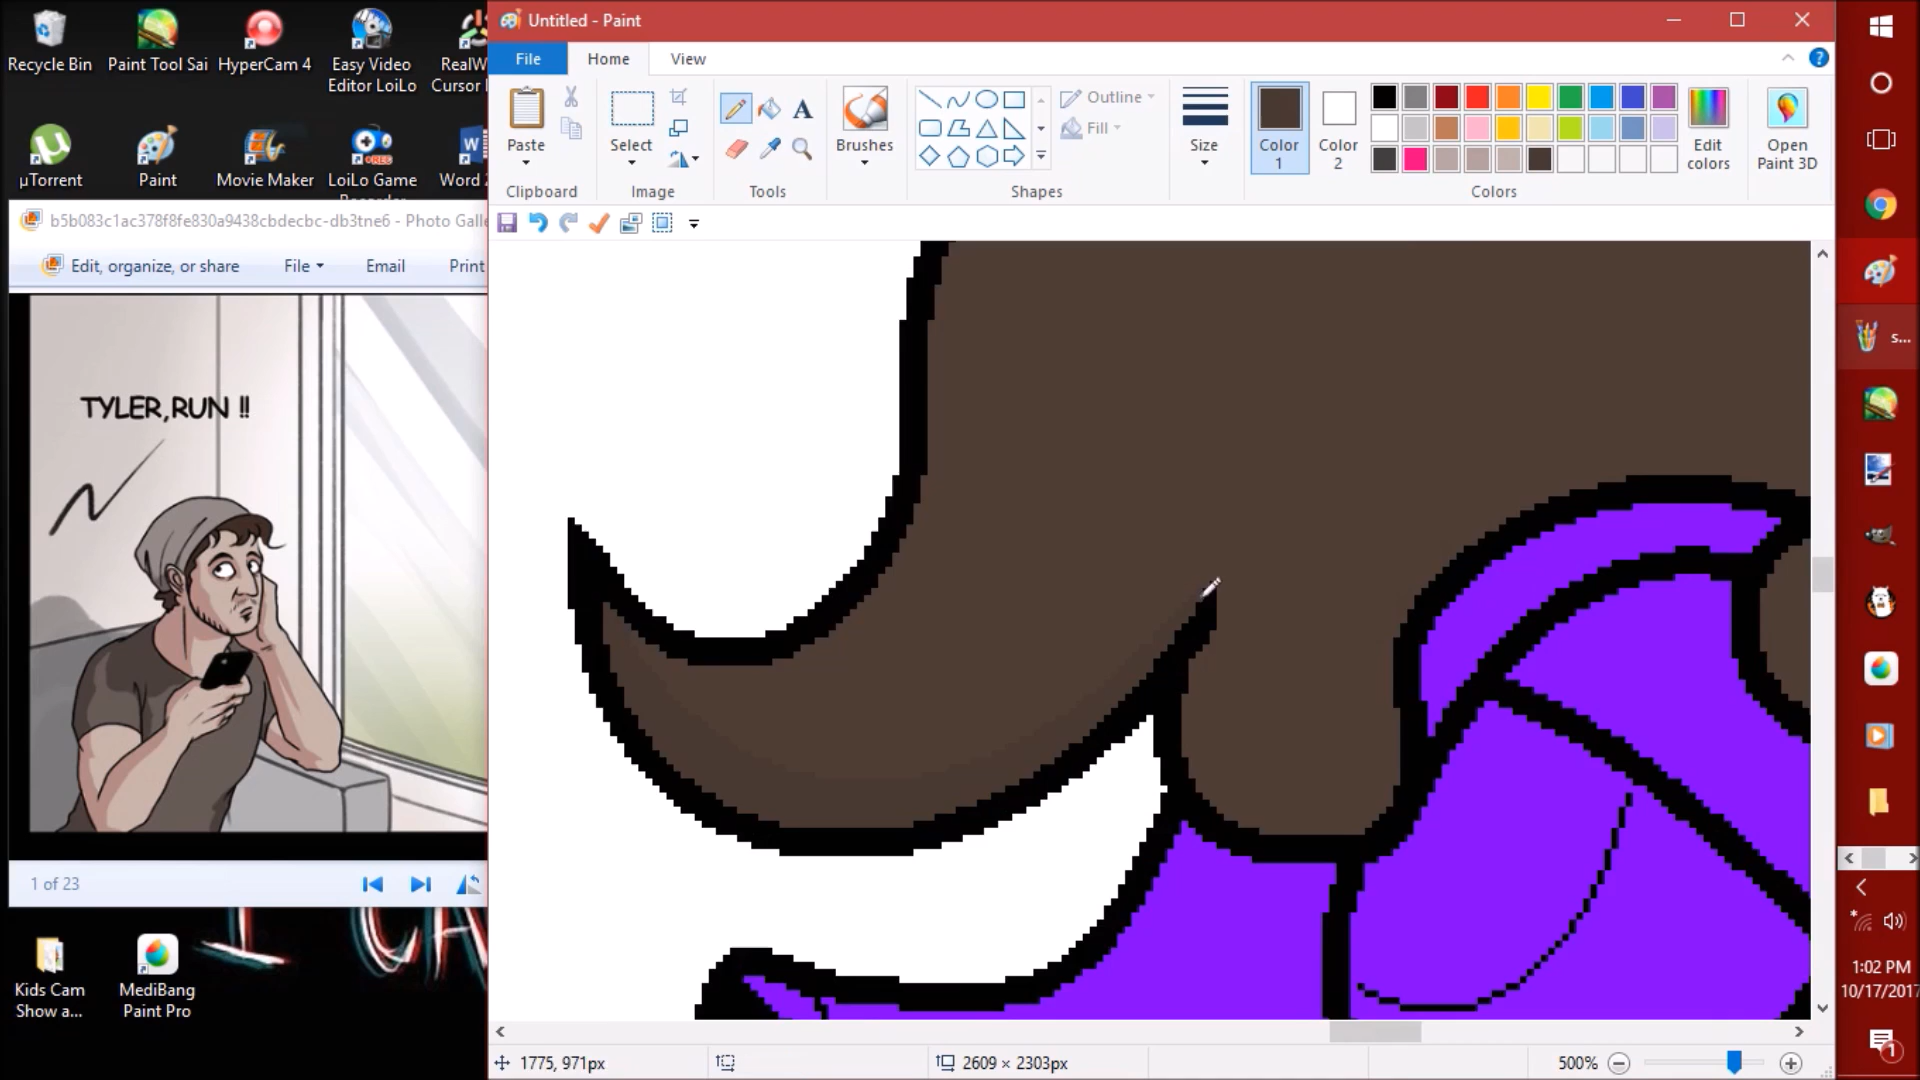 Recycle Bin
Paint Tool Sai
HyperCam 4
Easy Video
Editor LoiLo
RealW
Cursor
µTorrent
Paint
Movie Maker
LoiLo Game
Word 2
b5b083c1ac378f8fe830a9438cbdecbc-db3tne6 - Photo Galle
Edit, organize, or share
File
Email
Print
TYLER,RUN !!
1 of 23
Kids Cam
Show a...
MediBang
Paint Pro
Untitled - Paint
File
Home
View
Paste
Clipboard
Select
Image
A
Tools
Brushes
Outline
Fill
Shapes
Size
Color
1
Color
2
Edit
colors
Colors
Open
Paint 3D
1775, 971px
2609 × 2303px
500%
s...
1:02 PM
10/17/2017
1